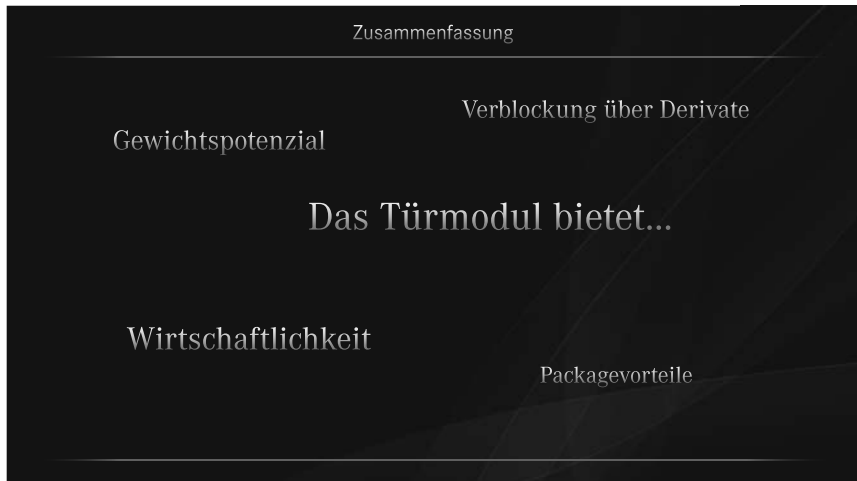 Zusammenfassung
Verblockung über Derivate
Gewichtspotenzial
Das Türmodul bietet...
Wirtschaftlichkeit
Packagevorteile